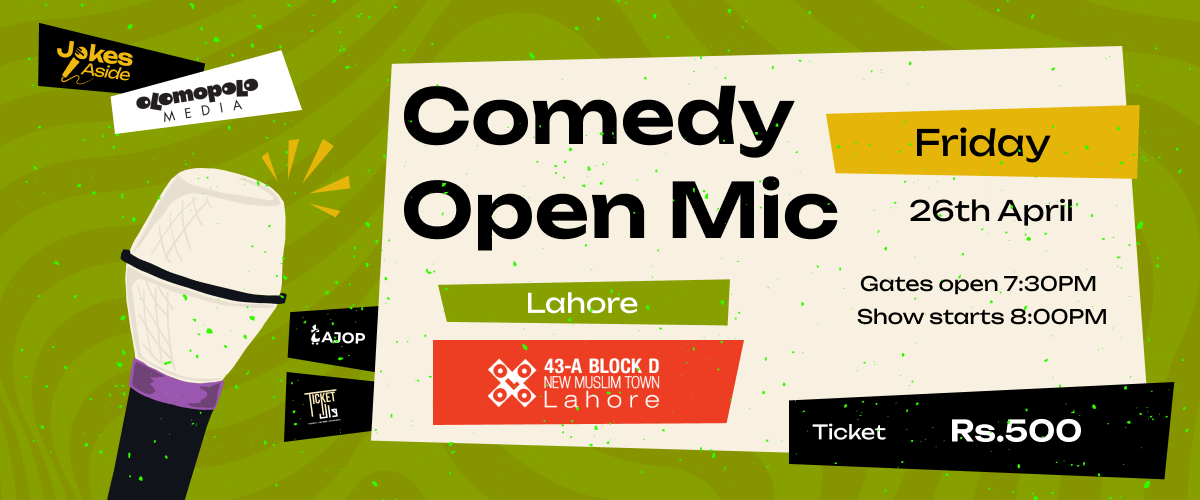 Jokes
Aside
OLOMOPOLO
MEDIA
Comedy
Open Mic
Friday
26th April
Gates open 7:30PM
Show starts 8:00PM
Lahore
43-A BLOCK D
NEW MUSLIM TOWN
Lahore
AJOP
TICKET
Ticket
Rs.500